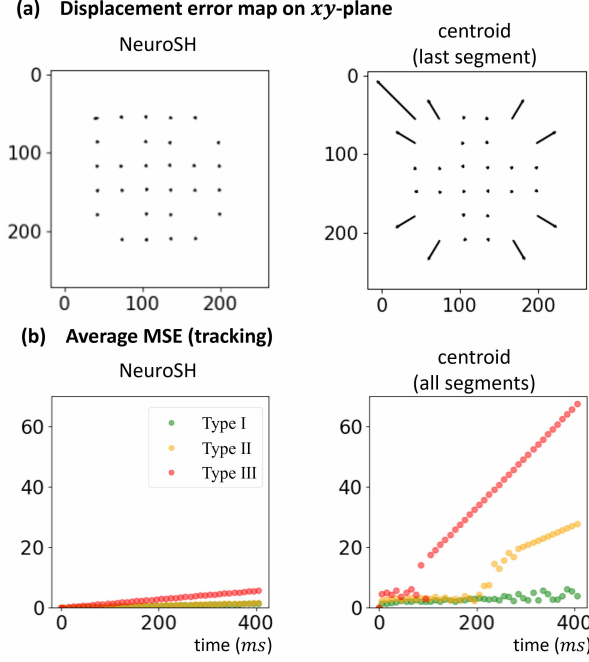 (a) Displacement error map on xy-plane
NeuroSH
centroid
(last segment)
0
100
200
0
100
200
0
100
200
0
100
200
(b) Average MSE (tracking)
NeuroSH
centroid
(all segments)
60
40
20
0
Type I
Type II
Type III
0
200
400
time (ms)
60
40
20
0
0
200
400
time (ms)